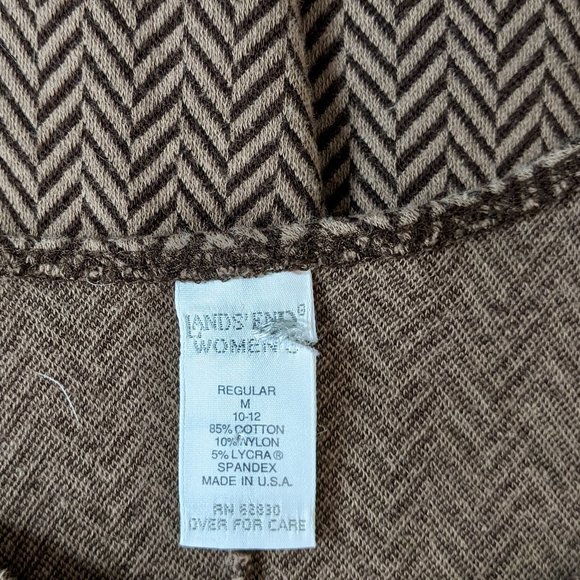 LANDS' END®
WOMEN'S
REGULAR
M
10-12
85% COTTON
10% NYLON
5% LYCRA®
SPANDEX
MADE IN U.S.A.
RN 62830
OVER FOR CARE